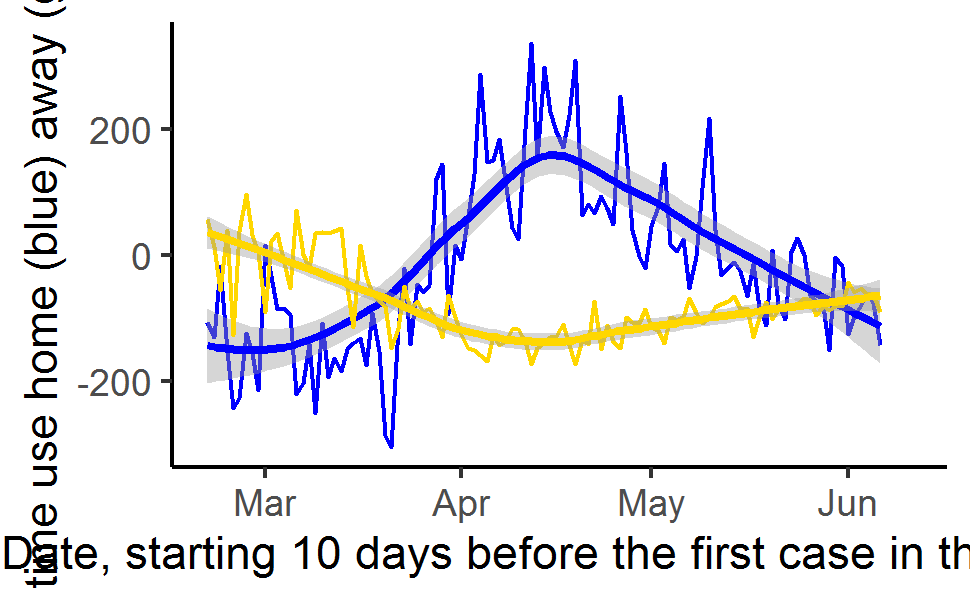 time use home (blue) away (
200
0
-200
Mar Apr May Jun
Date, starting 10 days before the first case in th